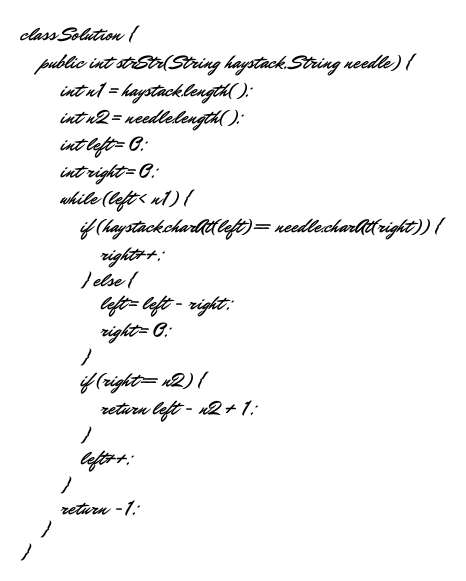 class Solution {
public int strStr(String haystack, String needle) {
int n1 = haystack.length();
int n2 = needle.length();
int left = 0;
int right = 0;
while (left < n1) {
if (haystack.charAt(left) == needle.charAt(right)) {
right++;
} else {
left = left - right;
right = 0;
}
if (right == n2) {
return left - n2 + 1;
}
left++;
}
return -1;
}
}